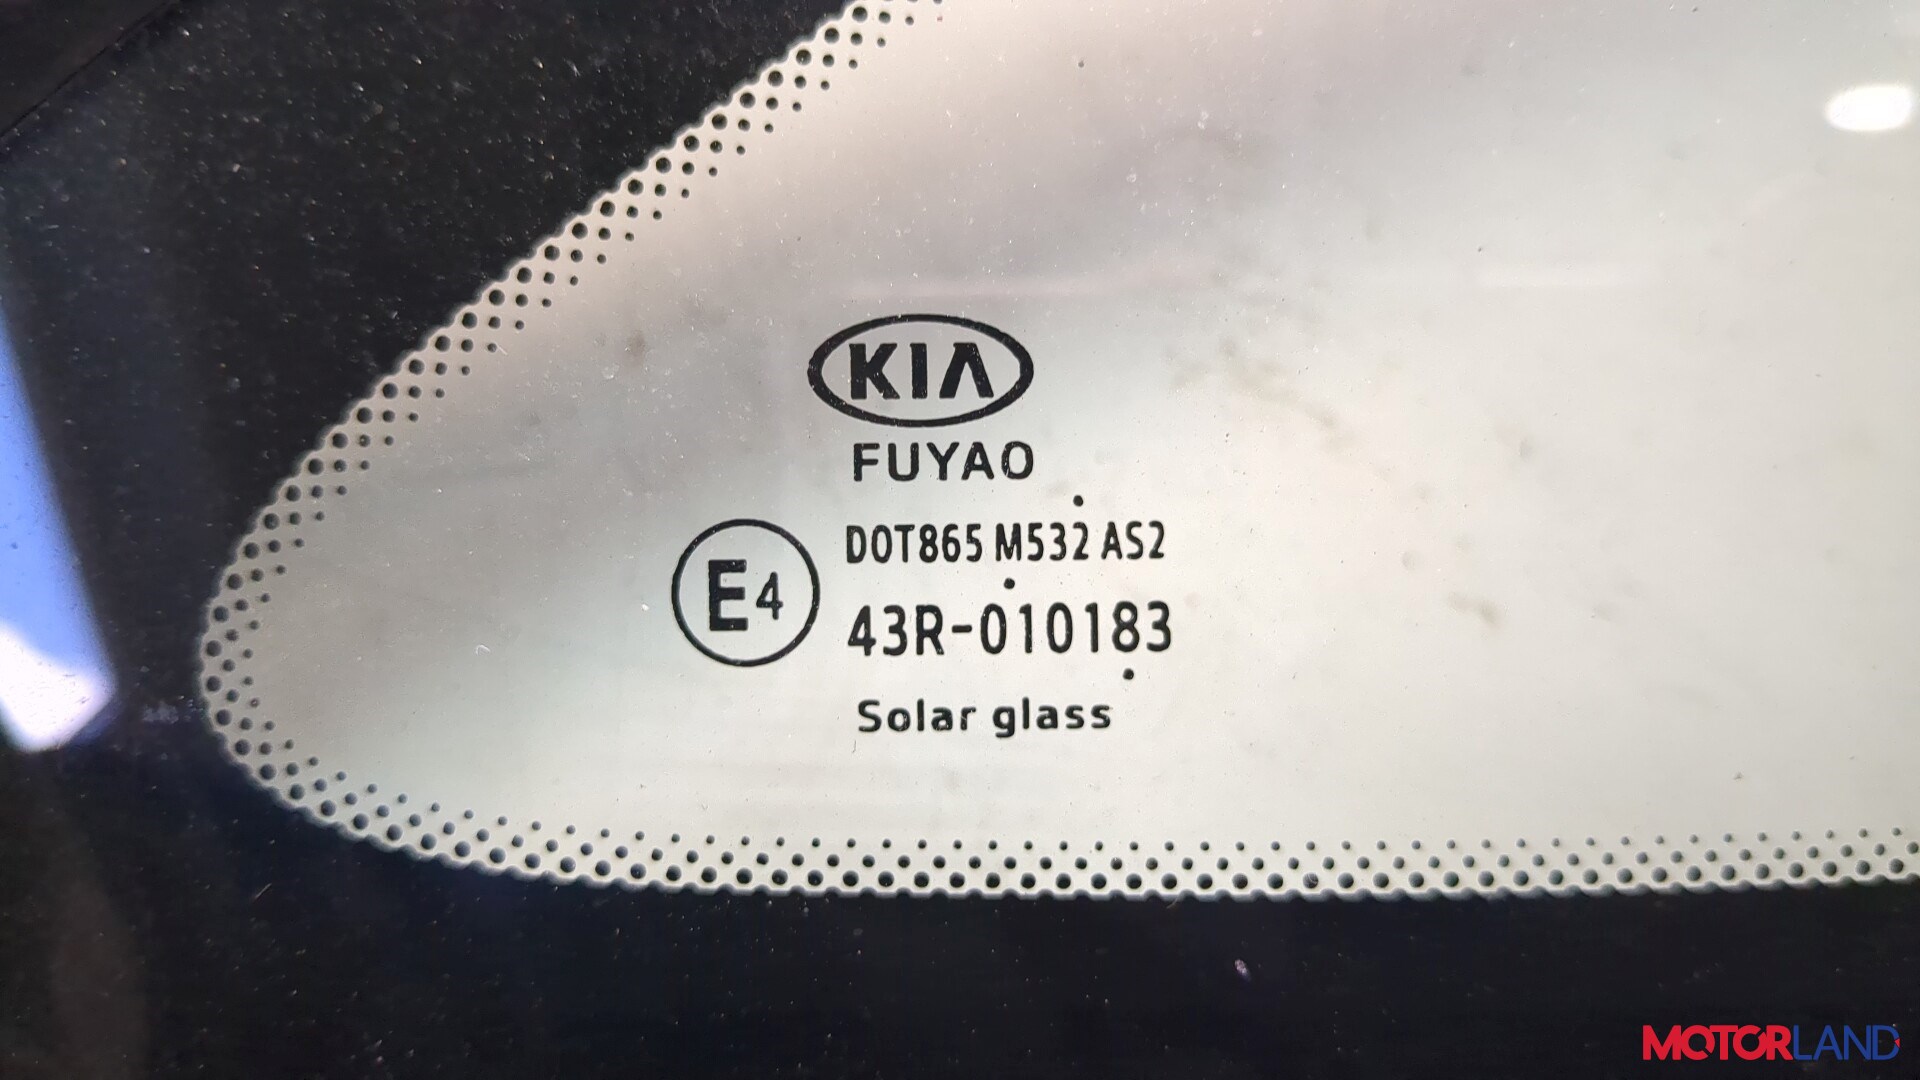 KIA
FUYAO
DOT865 M532 AS2
E4
43R-010183
Solar glass
MOTORLAND